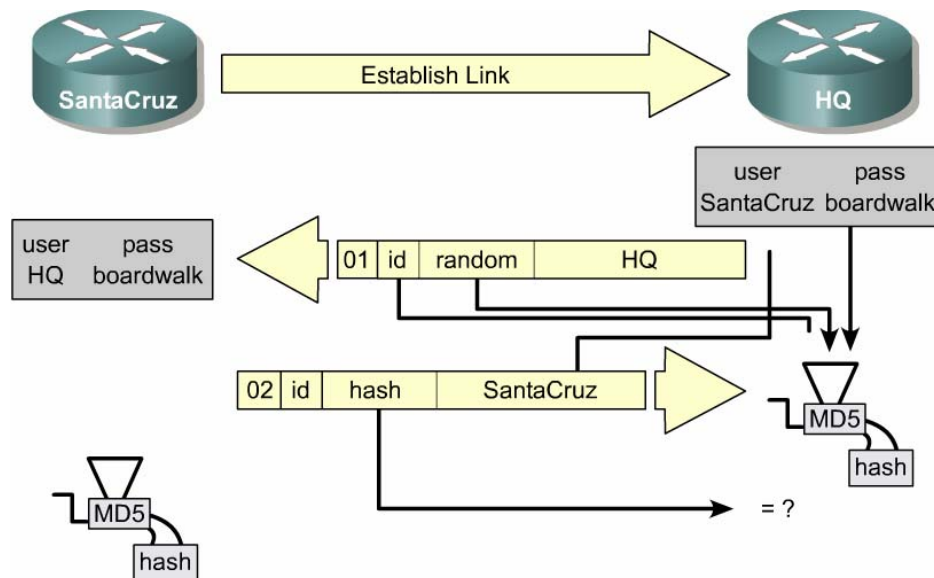 SantaCruz
Establish Link
HQ
user pass
SantaCruz boardwalk
user pass
HQ boardwalk
01 id random HQ
02 id hash SantaCruz
MD5
hash
= ?
MD5
hash